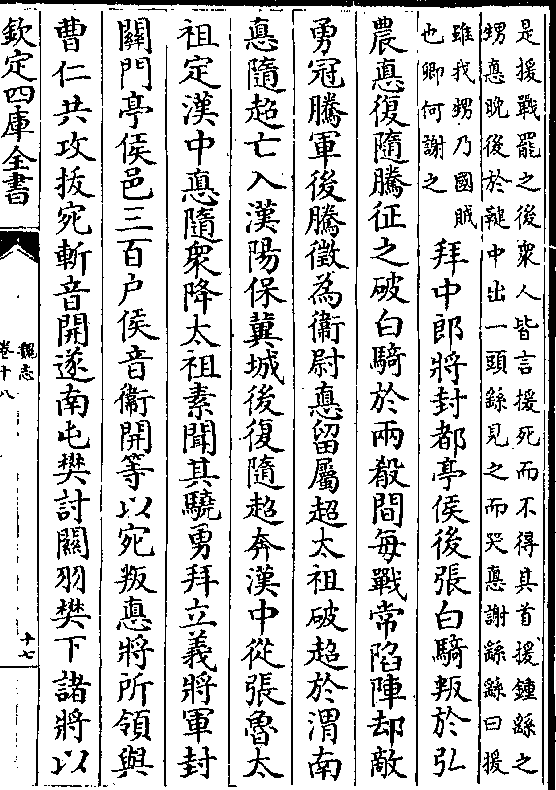 是援戰罷之後衆人皆言援死而不得其首援鍾繇之
甥悳晚後於鞬中出一頭繇見之而哭悳謝繇繇曰援
雖我甥乃國賊
也卿何謝之
拜中郎將封都亭侯後張白騎叛於弘
農悳復隨騰征之破白騎於兩殽間每戰常陷陣却敵
勇冠騰軍後騰徵為衞尉悳留屬超太祖破超於渭南
悳隨超亡入漢陽保冀城後復隨超奔漢中從張魯太
祖定漢中悳隨衆降太祖素聞其驍勇拜立義將軍封
關門亭侯邑三百户侯音衞開等以宛叛悳將所領與
曹仁共攻拔宛斬音開遂南屯樊討關羽樊下諸將以
欽定四庫全書
魏志
卷十八
十七